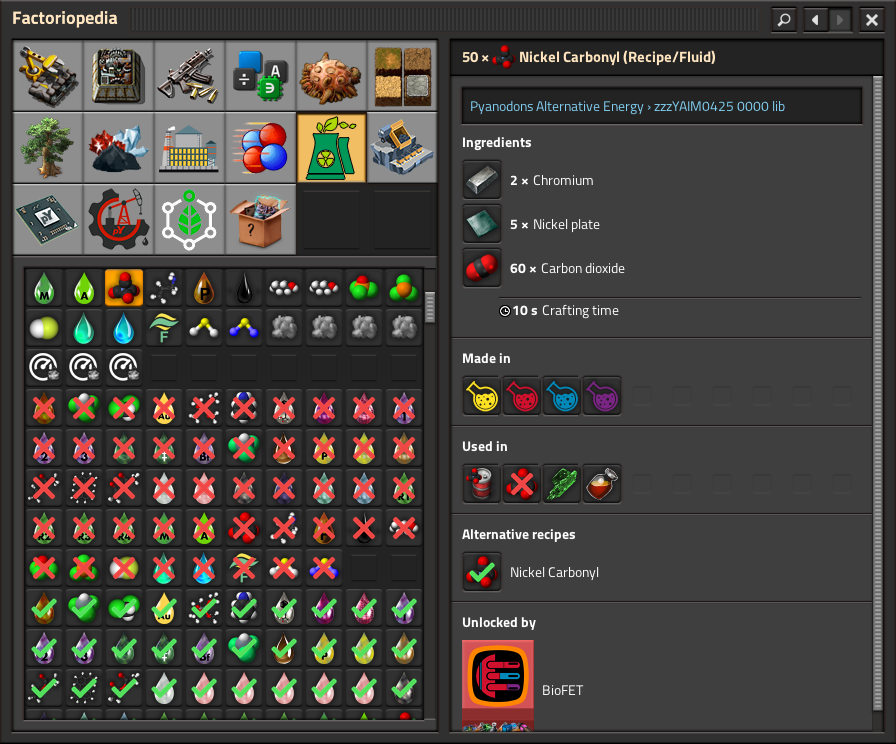 Factoriopedia
50 × Nickel Carbonyl (Recipe/Fluid)
Pyanodons Alternative Energy › zzzYAIM0425 0000 lib
Ingredients
2 × Chromium
5 × Nickel plate
60 × Carbon dioxide
10 s Crafting time
Made in
Used in
Alternative recipes
Nickel Carbonyl
Unlocked by
BioFET